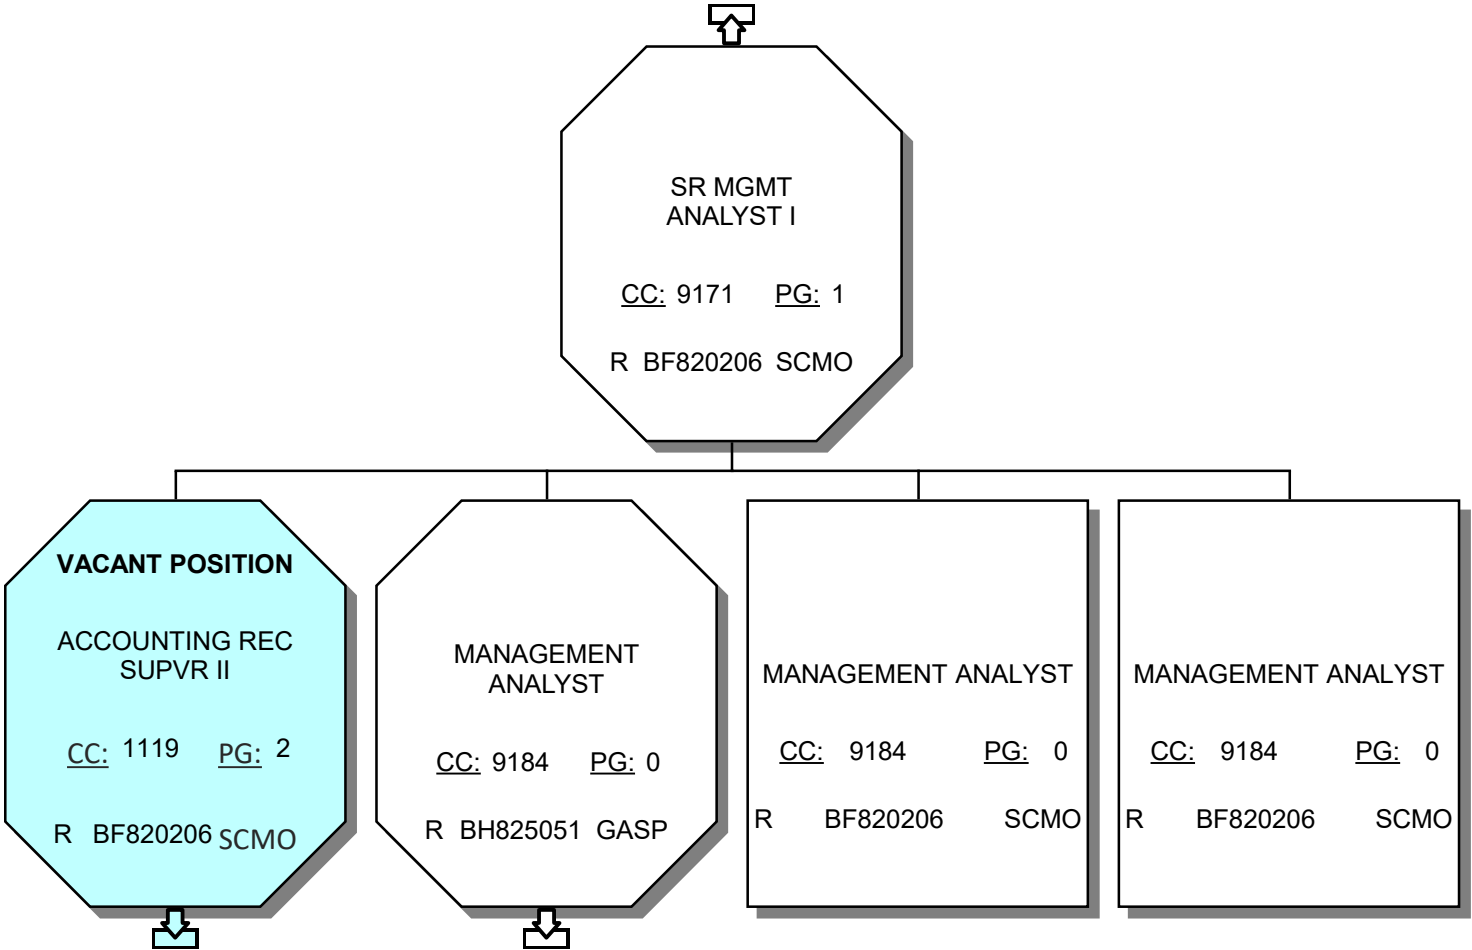 SR MGMT
ANALYST I
CC: 9171 PG: 1
R BF820206 SCMO
VACANT POSITION
ACCOUNTING REC
SUPVR II
CC: 1119 PG: 2
R BF820206 SCMO
MANAGEMENT
ANALYST
CC: 9184 PG: 0
R BH825051 GASP
MANAGEMENT ANALYST
CC: 9184 PG: 0
R BF820206 SCMO
MANAGEMENT ANALYST
CC: 9184 PG: 0
R BF820206 SCMO